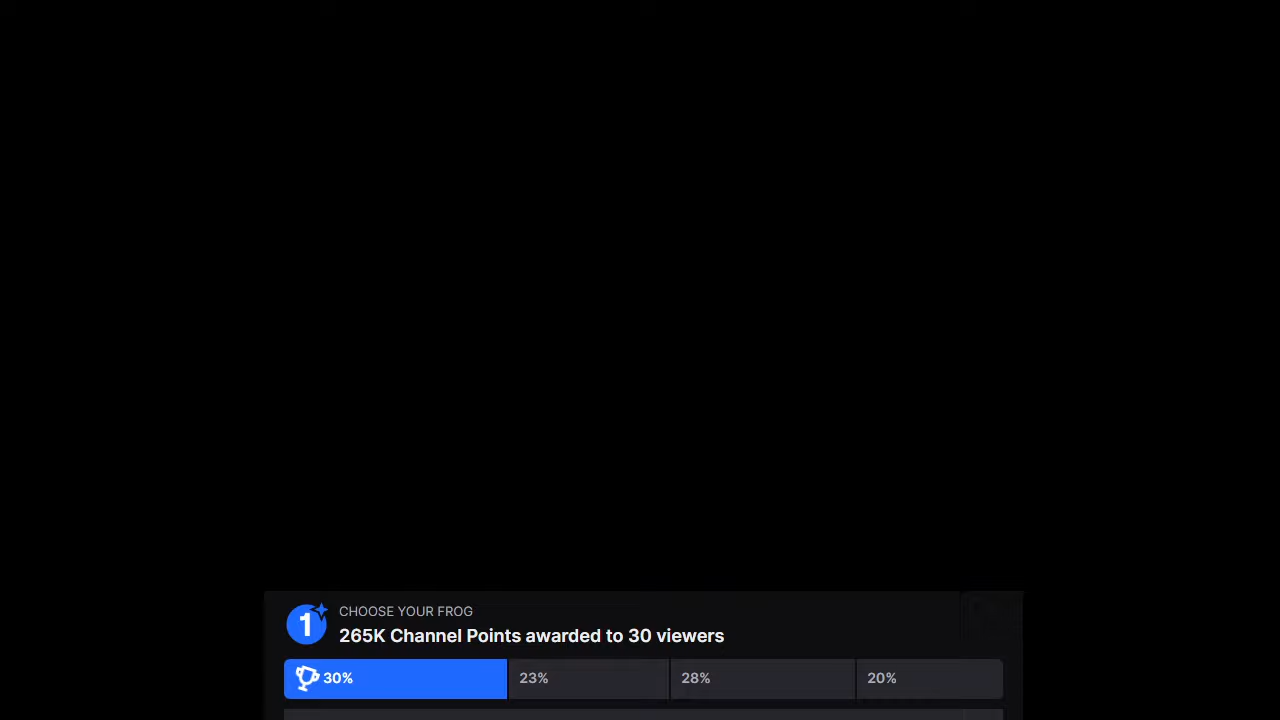 1
CHOOSE YOUR FROG
265K Channel Points awarded to 30 viewers
30% 23% 28% 20%